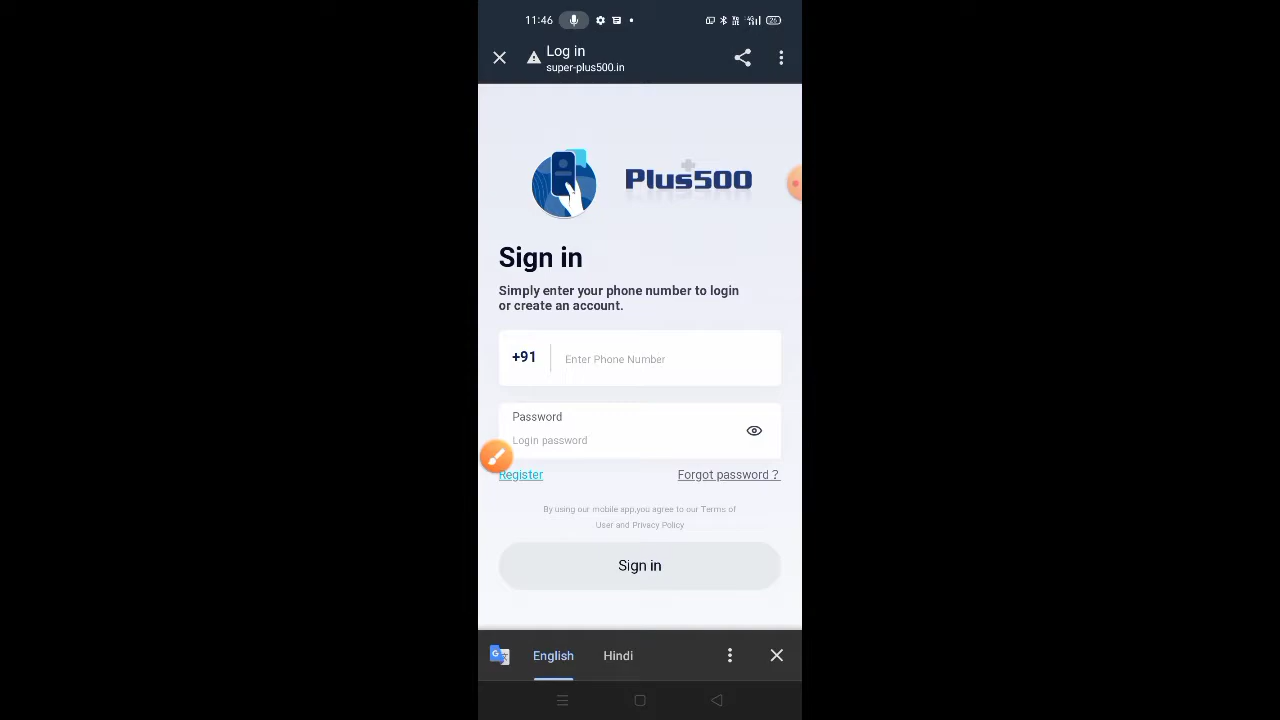 11:46
Log in
super-plus500.in
Plus500
Sign in
Simply enter your phone number to login
or create an account.
+91 Enter Phone Number
Password
Login password
Register Forgot password ?
By using our mobile app,you agree to our Terms of
User and Privacy Policy
Sign in
English Hindi